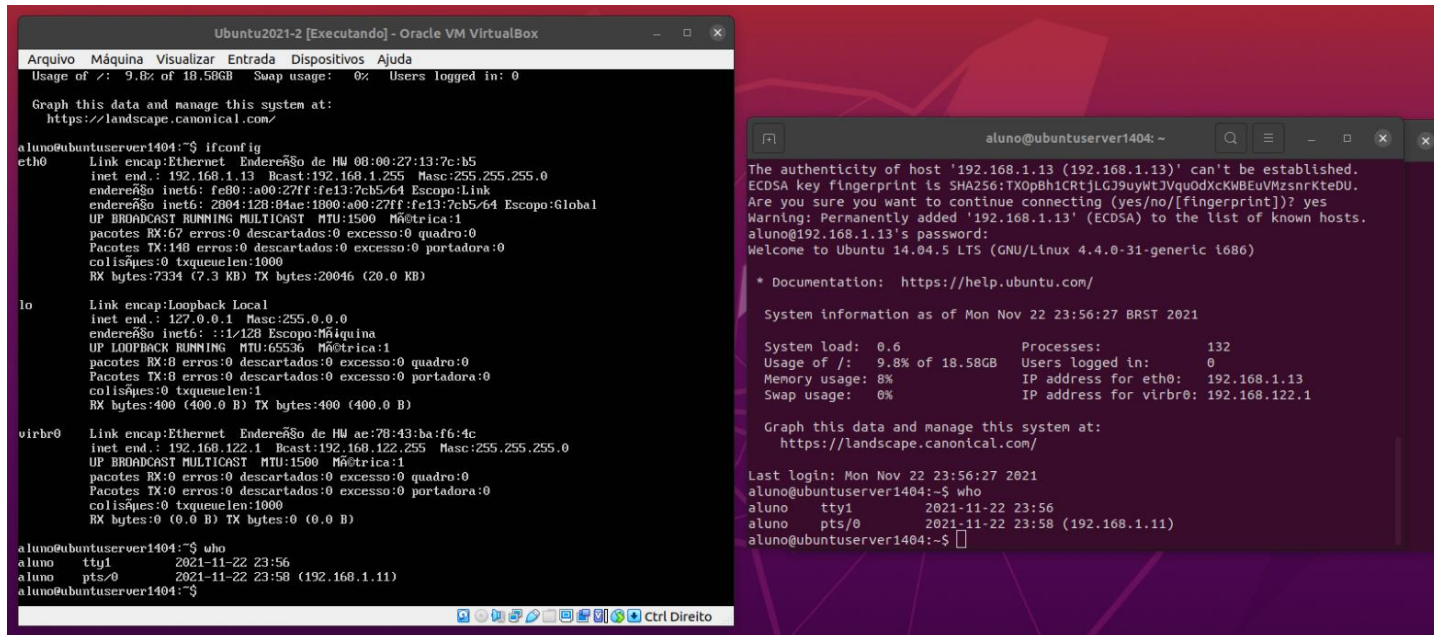 Ubuntu2021-2 [Executando] - Oracle VM VirtualBox
Arquivo Máquina Visualizar Entrada Dispositivos Ajuda
Usage of /: 9.8% of 18.58GB Swap usage: 0% Users logged in: 0
Graph this data and manage this system at:
https://landscape.canonical.com/
aluno@ubuntuserver1404:~$ ifconfig
eth0 Link encap:Ethernet EndereÃ§o de HW 08:00:27:13:7c:b5
inet end.: 192.168.1.13 Bcast:192.168.1.255 Masc:255.255.255.0
endereÃ§o inet6: fe80::a00:27ff:fe13:7cb5/64 Escopo:Link
endereÃ§o inet6: 2804:128:84ae:1800:a00:27ff:fe13:7cb5/64 Escopo:Global
UP BROADCAST RUNNING MULTICAST MTU:1500 MÃ©trica:1
pacotes RX:67 erros:0 descartados:0 excesso:0 quadro:0
Pacotes TX:148 erros:0 descartados:0 excesso:0 portadora:0
colisÃµes:0 txqueuelen:1000
RX bytes:7334 (7.3 KB) TX bytes:20046 (20.0 KB)
lo Link encap:Loopback Local
inet end.: 127.0.0.1 Masc:255.0.0.0
endereÃ§o inet6: ::1/128 Escopo:MÃ¡quina
UP LOOPBACK RUNNING MTU:65536 MÃ©trica:1
pacotes RX:8 erros:0 descartados:0 excesso:0 quadro:0
Pacotes TX:8 erros:0 descartados:0 excesso:0 portadora:0
colisÃµes:0 txqueuelen:1
RX bytes:400 (400.0 B) TX bytes:400 (400.0 B)
virbr0 Link encap:Ethernet EndereÃ§o de HW ae:78:43:ba:f6:4c
inet end.: 192.168.122.1 Bcast:192.168.122.255 Masc:255.255.255.0
UP BROADCAST MULTICAST MTU:1500 MÃ©trica:1
pacotes RX:0 erros:0 descartados:0 excesso:0 quadro:0
Pacotes TX:0 erros:0 descartados:0 excesso:0 portadora:0
colisÃµes:0 txqueuelen:1000
RX bytes:0 (0.0 B) TX bytes:0 (0.0 B)
aluno@ubuntuserver1404:~$ who
aluno tty1 2021-11-22 23:56
aluno pts/0 2021-11-22 23:58 (192.168.1.11)
aluno@ubuntuserver1404:~$
Ctrl Direito
aluno@ubuntuserver1404: ~
The authenticity of host '192.168.1.13 (192.168.1.13)' can't be established.
ECDSA key fingerprint is SHA256:TXOpBh1CRtjLGJ9uyWtJVquOdXcKWBEuVMzsnrKteDU.
Are you sure you want to continue connecting (yes/no/[fingerprint])? yes
Warning: Permanently added '192.168.1.13' (ECDSA) to the list of known hosts.
aluno@192.168.1.13's password:
Welcome to Ubuntu 14.04.5 LTS (GNU/Linux 4.4.0-31-generic i686)
* Documentation: https://help.ubuntu.com/
System information as of Mon Nov 22 23:56:27 BRST 2021
System load: 0.6 Processes: 132
Usage of /: 9.8% of 18.58GB Users logged in: 0
Memory usage: 8% IP address for eth0: 192.168.1.13
Swap usage: 0% IP address for virbr0: 192.168.122.1
Graph this data and manage this system at:
https://landscape.canonical.com/
Last login: Mon Nov 22 23:56:27 2021
aluno@ubuntuserver1404:~$ who
aluno tty1 2021-11-22 23:56
aluno pts/0 2021-11-22 23:58 (192.168.1.11)
aluno@ubuntuserver1404:~$